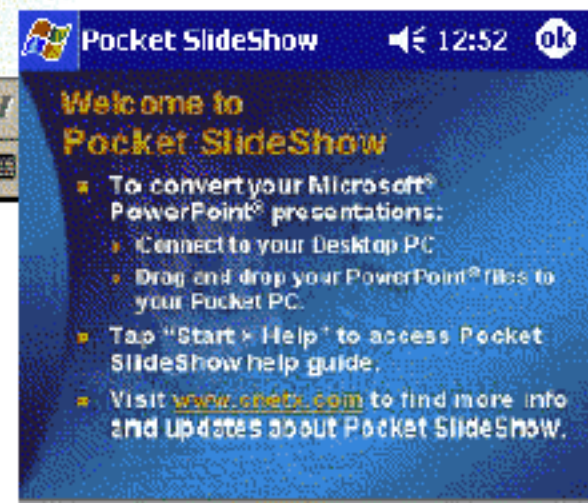 Pocket SlideShow 12:52 ok
Welcome to
Pocket SlideShow
To convert your Microsoft®
PowerPoint® presentations:
Connect to your Desktop PC
Drag and drop your PowerPoint® files to
your Pocket PC.
Tap "Start > Help" to access Pocket
SlideShow help guide.
Visit www.cnetx.com to find more info
and updates about Pocket SlideShow.